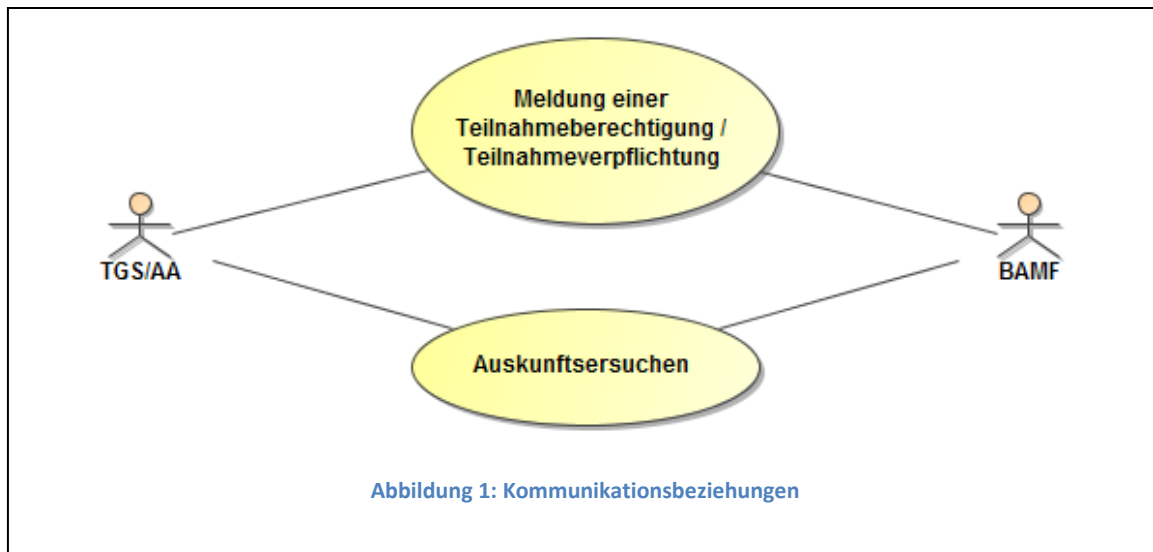 Meldung einer
Teilnahmeberechtigung /
Teilnahmeverpflichtung
TGS/AA
BAMF
Auskunftsersuchen
Abbildung 1: Kommunikationsbeziehungen